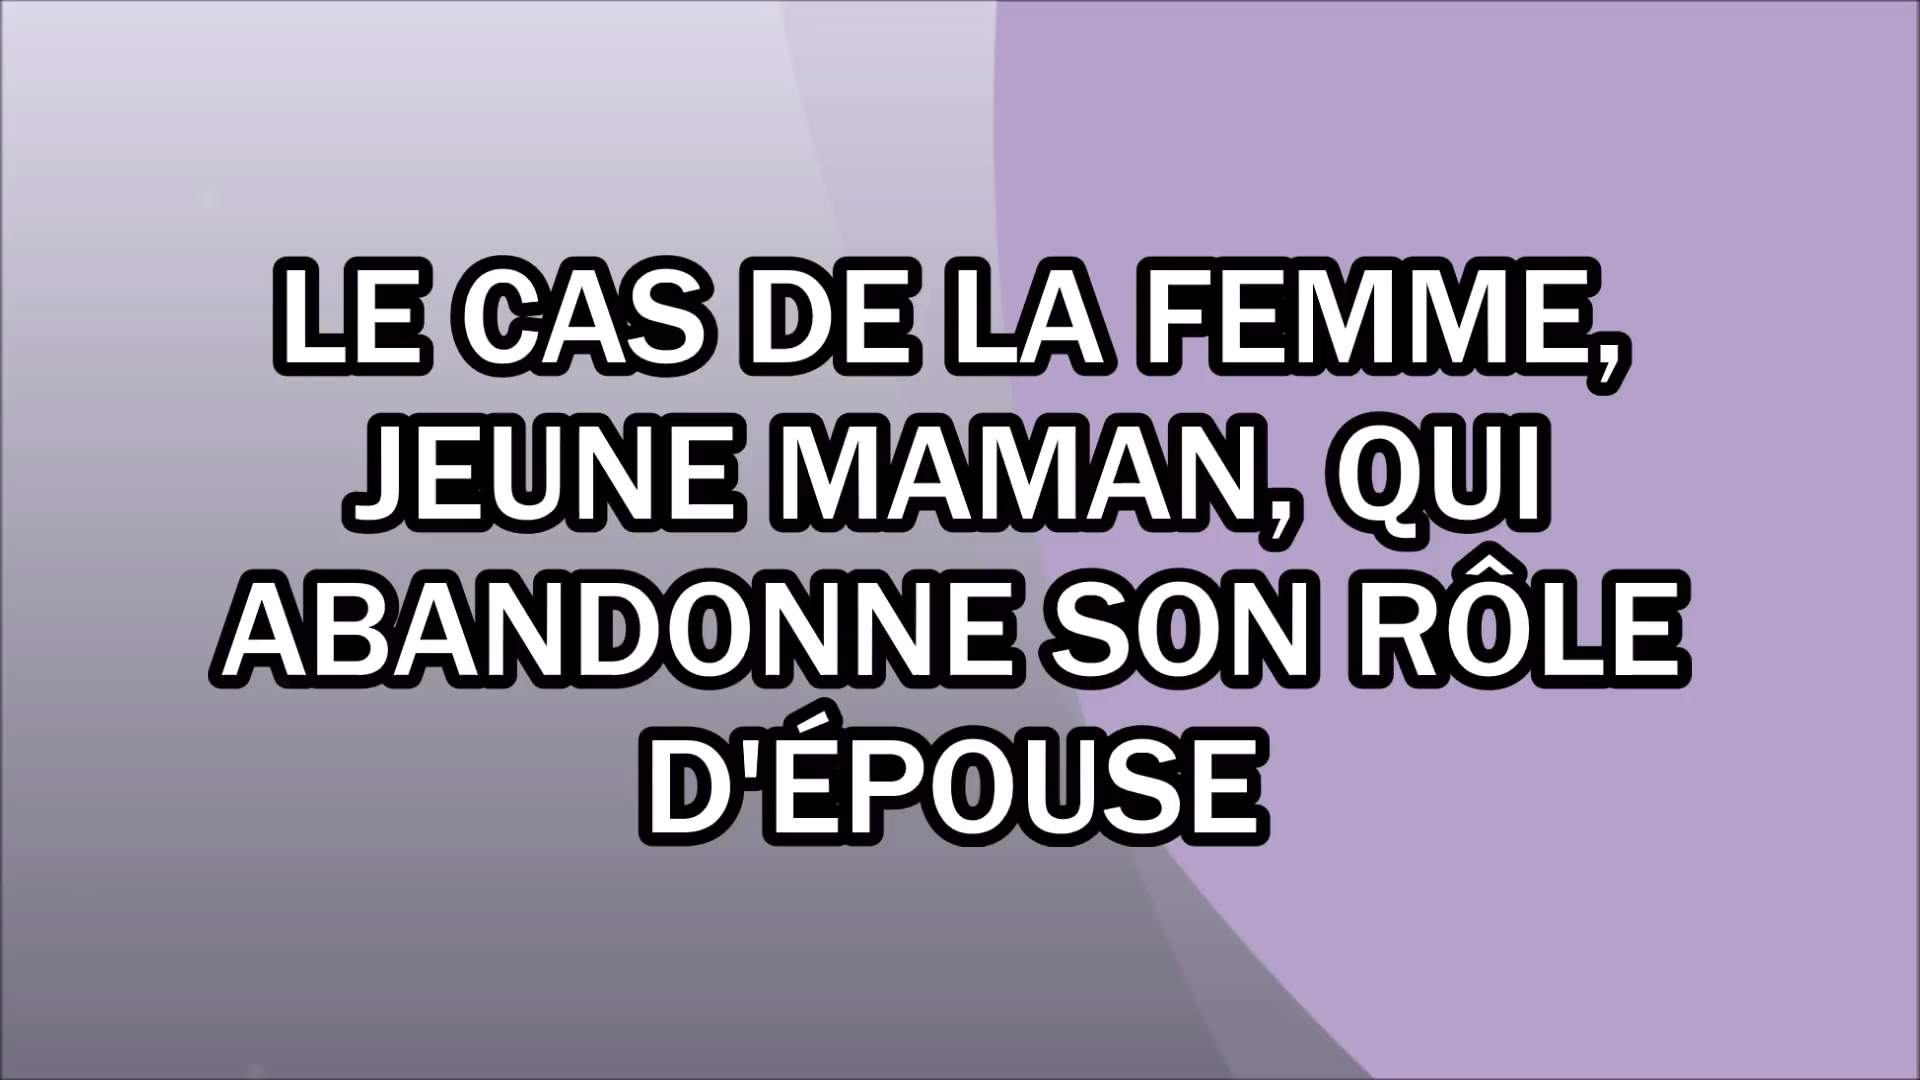 LE CAS DE LA FEMME,
JEUNE MAMAN, QUI
ABANDONNE SON RÔLE
D'ÉPOUSE